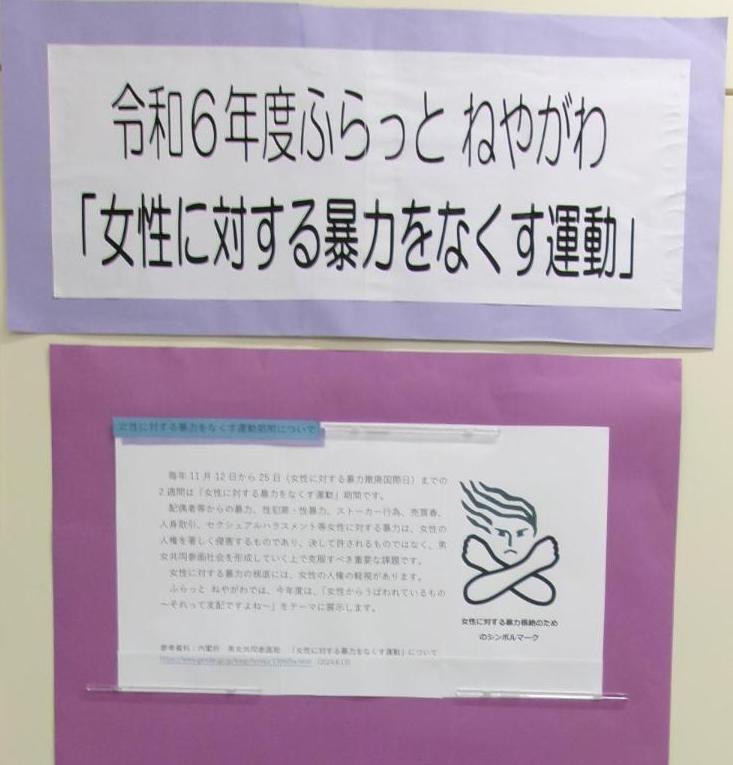 令和６年度ふらっと ねやがわ
「女性に対する暴力をなくす運動」
女性に対する暴力をなくす運動期間について
毎年 11 月 12 日から 25 日（女性に対する暴力撤廃国際日）までの
2 週間は「女性に対する暴力をなくす運動」期間です。
配偶者等からの暴力、性犯罪・性暴力、ストーカー行為、売買春、
人身取引、セクシュアルハラスメント等女性に対する暴力は、女性の
人権を著しく侵害するものであり、決して許されるものではなく、男
女共同参画社会を形成していく上で克服すべき重要な課題です。
女性に対する暴力の根底には、女性の人権の軽視があります。
ふらっと ねやがわでは、今年度は、「女性からうばわれているもの
～それって支配ですよね～」をテーマに展示します。
女性に対する暴力根絶のため
のシンボルマーク
参考資料：内閣府 男女共同参画局 「女性に対する暴力をなくす運動」について